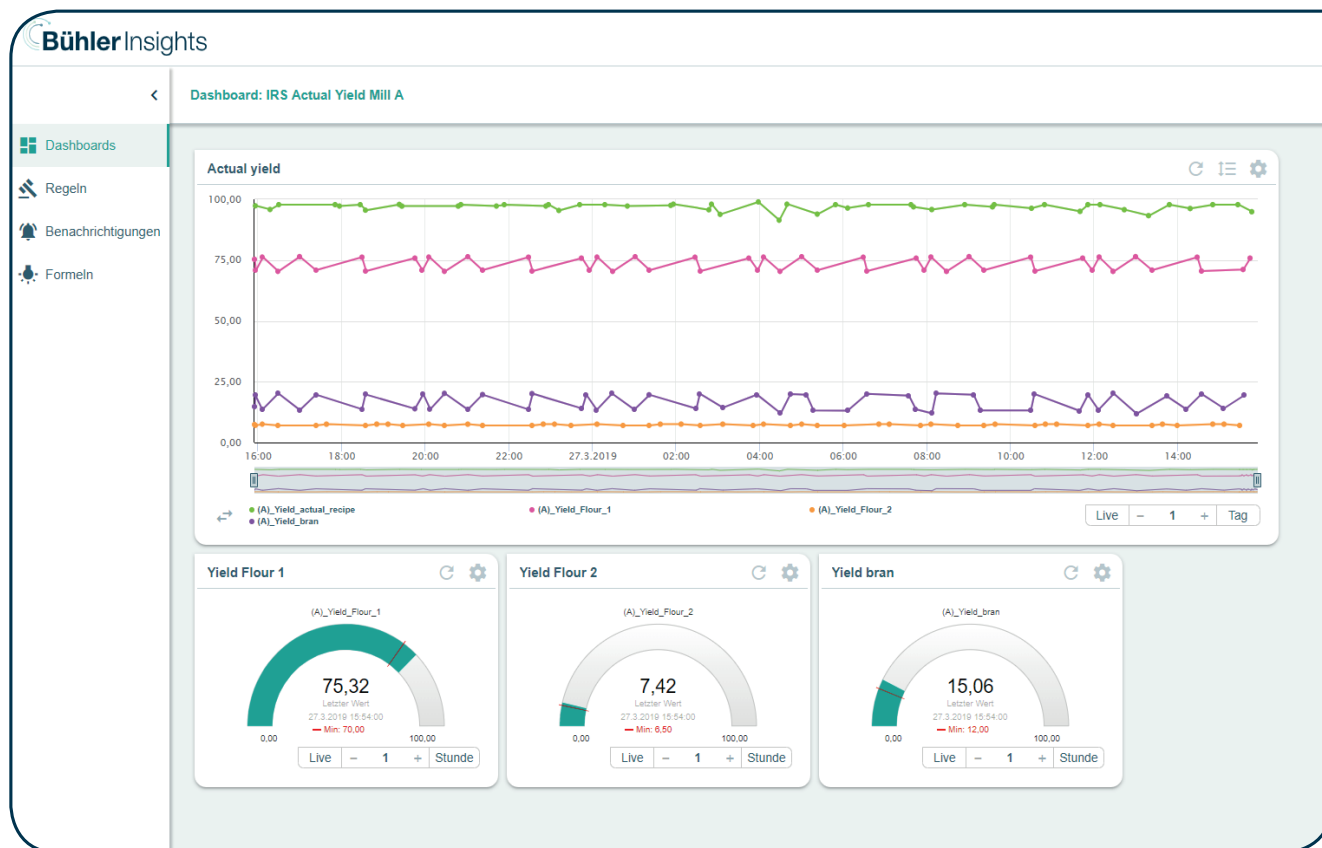 Bühler Insights
Dashboard: IRS Actual Yield Mill A
Dashboards
Regeln
Benachrichtigungen
Formeln
Actual yield
100,00
75,00
50,00
25,00
0,00
16:00 18:00 20:00 22:00 27.3.2019 02:00 04:00 06:00 08:00 10:00 12:00 14:00
(A)_Yield_actual_recipe (A)_Yield_Flour_1 (A)_Yield_Flour_2
(A)_Yield_bran
Live – 1 + Tag
Yield Flour 1
(A)_Yield_Flour_1
75,32
Letzter Wert
27.3.2019 15:54:00
Min: 70,00
0,00 100,00
Live – 1 + Stunde
Yield Flour 2
(A)_Yield_Flour_2
7,42
Letzter Wert
27.3.2019 15:54:00
Min: 6,50
0,00 100,00
Live – 1 + Stunde
Yield bran
(A)_Yield_bran
15,06
Letzter Wert
27.3.2019 15:54:00
Min: 12,00
0,00 100,00
Live – 1 + Stunde